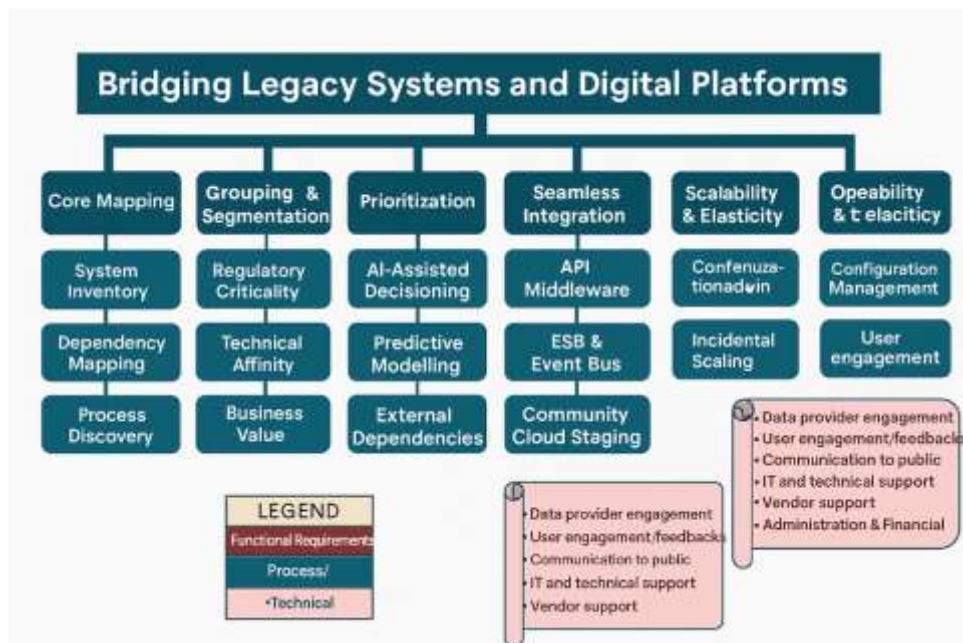 Bridging Legacy Systems and Digital Platforms
Core Mapping
Grouping &
Segmentation
Prioritization
Seamless
Integration
Scalability
& Elasticity
Opeability
& t elaciticy
System
Inventory
Regulatory
Criticality
AI-Assisted
Decisioning
API
Middleware
Confenuza-
Configuration
Management
Dependency
Mapping
Technical
Affinity
Predictive
Modelling
ESB &
Event Bus
Incidental
Scaling
User
engagement
Process
Discovery
Business
Value
External
Dependencies
Community
Cloud Staging
• Data provider engagement
• User engagement/feedbacks
• Communication to public
• IT and technical support
• Vendor support
• Administration & Financial
LEGEND
Functional Requirements
Process/
•Technical
• Data provider engagement
• User engagement/feedbacks
• Communication to public
• IT and technical support
• Vendor support